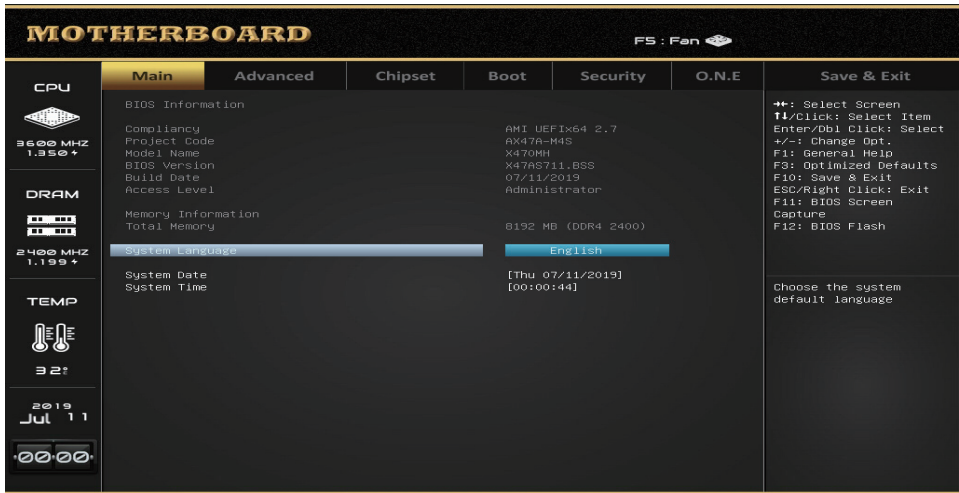 MOTHERBOARD
F5 : Fan
Main Advanced Chipset Boot Security O.N.E Save & Exit
CPU
3600 MHZ
1.350 V
DRAM
2400 MHZ
1.199 V
TEMP
32°C
2019
Jul 11
00:00
BIOS Information
Compliancy AMI UEFIx64 2.7
Project Code AX47A-M4S
Model Name X470MH
BIOS Version X47AS711.BSS
Build Date 07/11/2019
Access Level Administrator
Memory Information
Total Memory 8192 MB (DDR4 2400)
System Language English
System Date [Thu 07/11/2019]
System Time [00:00:44]
→←: Select Screen
↑↓/Click: Select Item
Enter/Dbl Click: Select
+/-: Change Opt.
F1: General Help
F3: Optimized Defaults
F10: Save & Exit
ESC/Right Click: Exit
F11: BIOS Screen
Capture
F12: BIOS Flash
Choose the system
default language